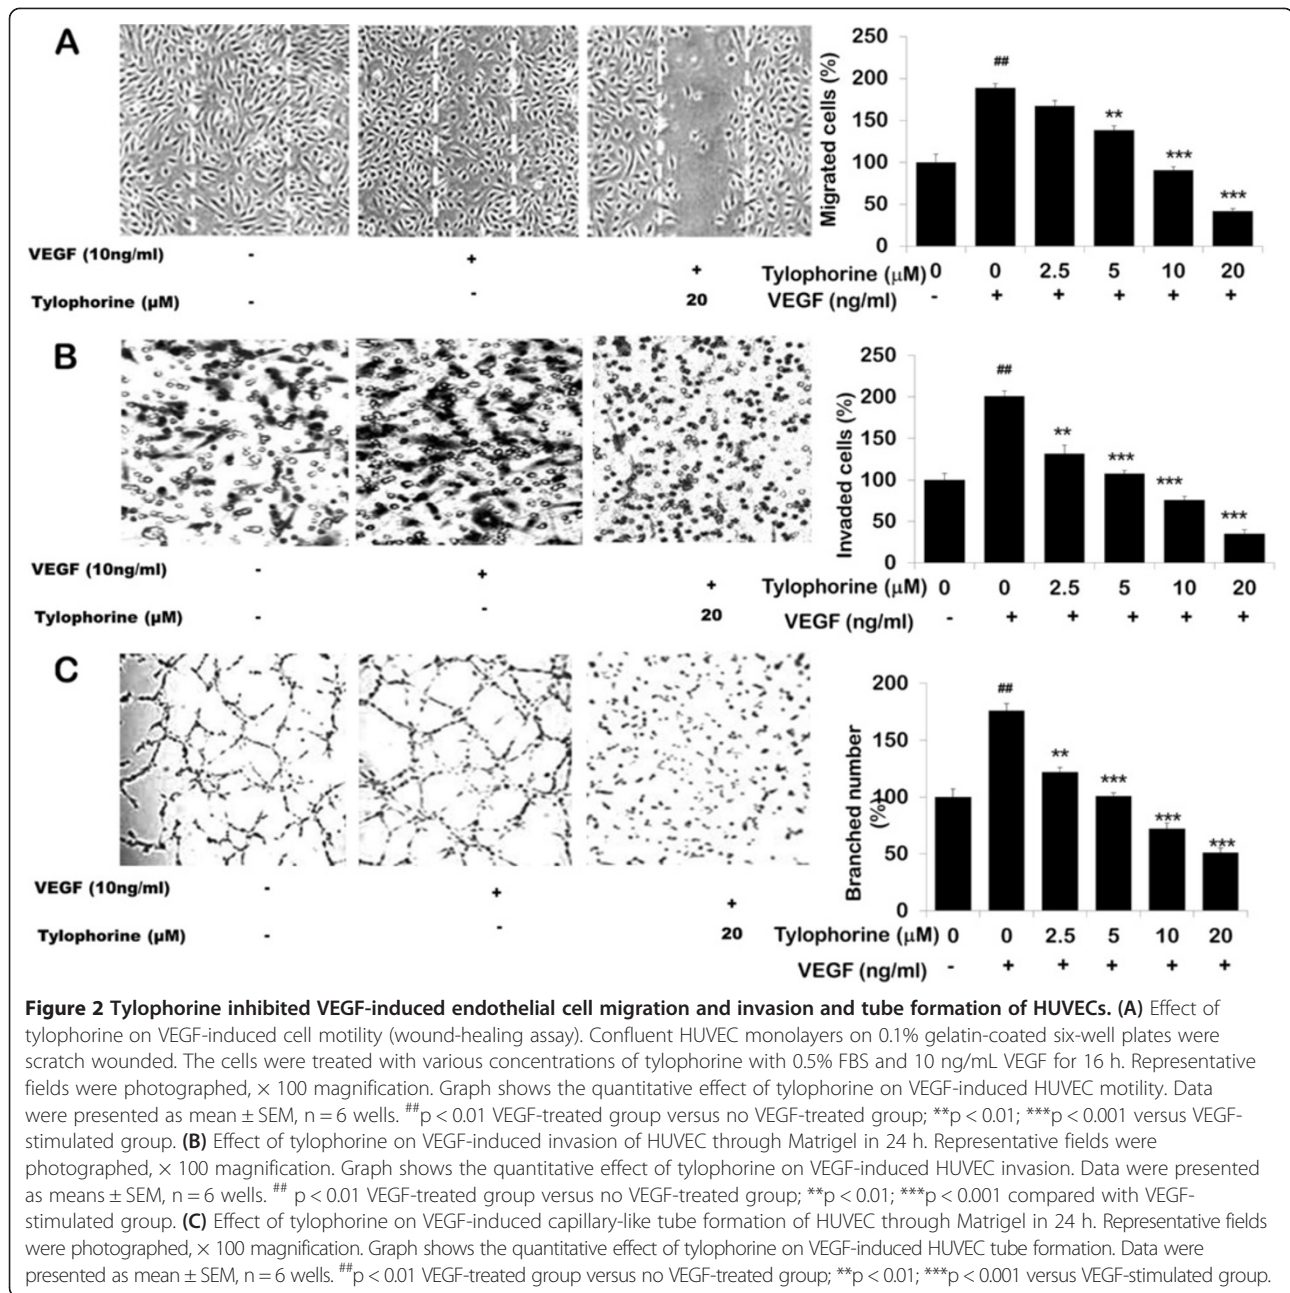 A
250
200
150
100
50
0
Migrated cells (%)
##
**
***
***
VEGF (10ng/ml) - + +
Tylophorine (µM) - - 20
Tylophorine (µM) 0 0 2.5 5 10 20
VEGF (ng/ml) - + + + + +
B
250
200
150
100
50
0
Invaded cells (%)
##
**
***
***
***
VEGF (10ng/ml) - + +
Tylophorine (µM) - - 20
Tylophorine (µM) 0 0 2.5 5 10 20
VEGF (ng/ml) - + + + + +
C
200
150
100
50
0
Branched number
(%)
##
**
***
***
***
VEGF (10ng/ml) - + +
Tylophorine (µM) - - 20
Tylophorine (µM) 0 0 2.5 5 10 20
VEGF (ng/ml) - + + + + +
Figure 2 Tylophorine inhibited VEGF-induced endothelial cell migration and invasion and tube formation of HUVECs. (A) Effect of
tylophorine on VEGF-induced cell motility (wound-healing assay). Confluent HUVEC monolayers on 0.1% gelatin-coated six-well plates were
scratch wounded. The cells were treated with various concentrations of tylophorine with 0.5% FBS and 10 ng/mL VEGF for 16 h. Representative
fields were photographed, × 100 magnification. Graph shows the quantitative effect of tylophorine on VEGF-induced HUVEC motility. Data
were presented as mean ± SEM, n = 6 wells. ##p < 0.01 VEGF-treated group versus no VEGF-treated group; **p < 0.01; ***p < 0.001 versus VEGF-
stimulated group. (B) Effect of tylophorine on VEGF-induced invasion of HUVEC through Matrigel in 24 h. Representative fields were
photographed, × 100 magnification. Graph shows the quantitative effect of tylophorine on VEGF-induced HUVEC invasion. Data were presented
as means ± SEM, n = 6 wells. ## p < 0.01 VEGF-treated group versus no VEGF-treated group; **p < 0.01; ***p < 0.001 compared with VEGF-
stimulated group. (C) Effect of tylophorine on VEGF-induced capillary-like tube formation of HUVEC through Matrigel in 24 h. Representative fields
were photographed, × 100 magnification. Graph shows the quantitative effect of tylophorine on VEGF-induced HUVEC tube formation. Data were
presented as mean ± SEM, n = 6 wells. ##p < 0.01 VEGF-treated group versus no VEGF-treated group; **p < 0.01; ***p < 0.001 versus VEGF-stimulated group.